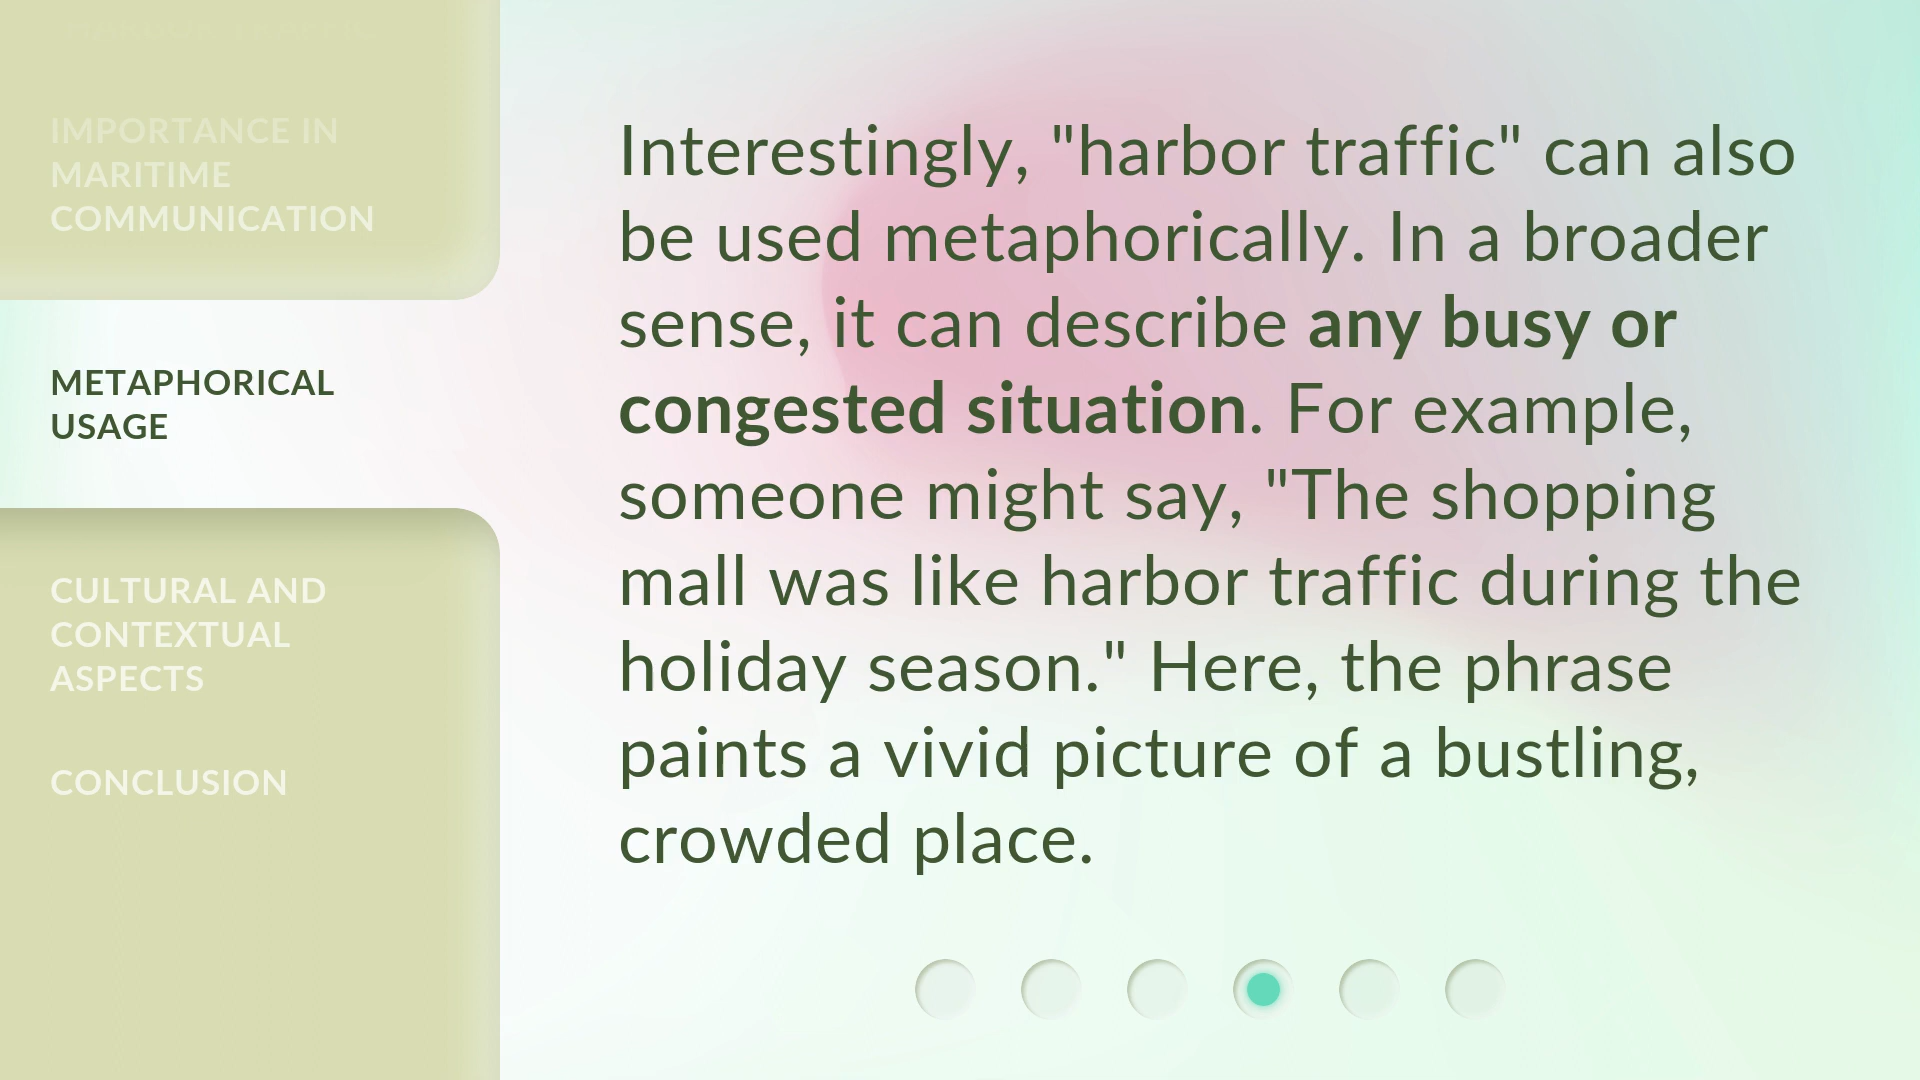 IMPORTANCE IN
MARITIME
COMMUNICATION
METAPHORICAL
USAGE
CULTURAL AND
CONTEXTUAL
ASPECTS
CONCLUSION
Interestingly, "harbor traffic" can also
be used metaphorically. In a broader
sense, it can describe any busy or
congested situation. For example,
someone might say, "The shopping
mall was like harbor traffic during the
holiday season." Here, the phrase
paints a vivid picture of a bustling,
crowded place.